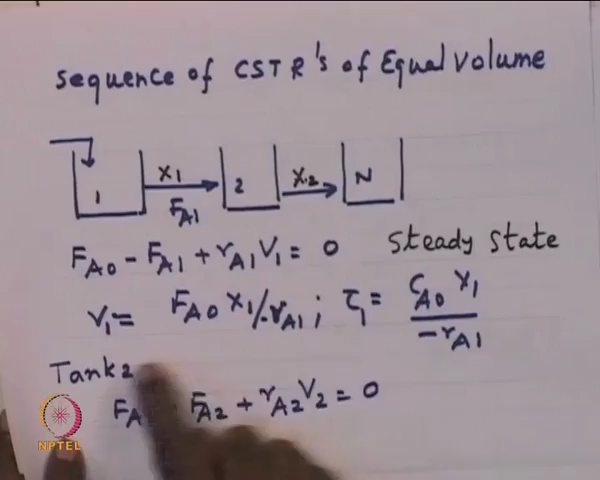 Sequence of CSTR's of Equal Volume
1 X1 FA1 2 X2 N
FA0 - FA1 + rA1 V1 = 0 Steady State
V1 = FA0 X1/-rA1 ; τ1 = CA0 X1 / -rA1
Tank 2
FA FA2 + rA2 V2 = 0
NPTEL